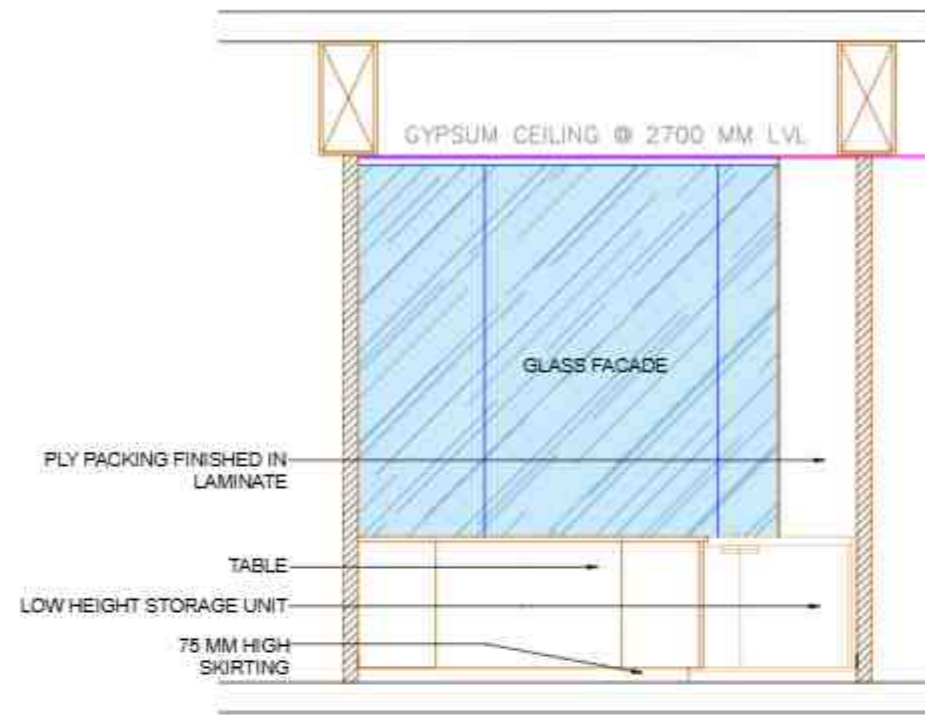 GYPSUM CEILING @ 2700 MM LVL
GLASS FACADE
PLY PACKING FINISHED IN
LAMINATE
TABLE
LOW HEIGHT STORAGE UNIT
75 MM HIGH
SKIRTING